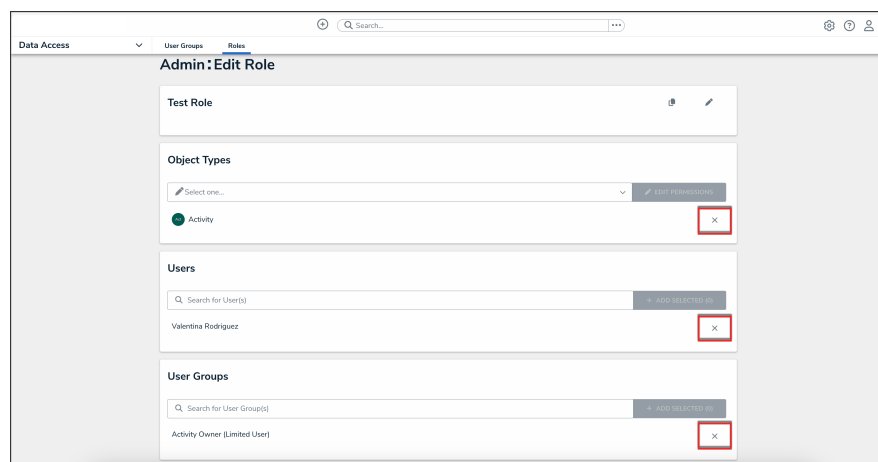 Search...
Data Access
User Groups
Roles
Admin:Edit Role
Test Role
Object Types
Select one...
EDIT PERMISSIONS
Act
Activity
Users
Search for User(s)
+ ADD SELECTED (0)
Valentina Rodriguez
User Groups
Search for User Group(s)
+ ADD SELECTED (0)
Activity Owner (Limited User)